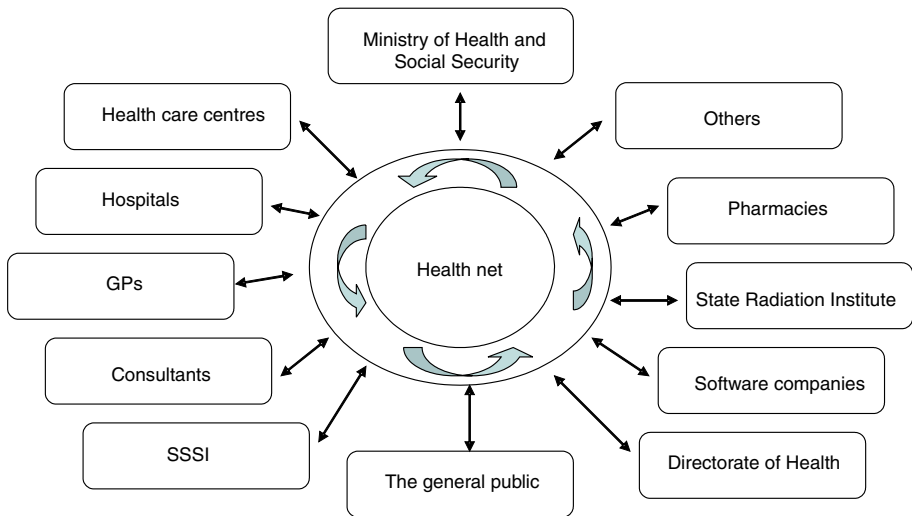 Ministry of Health and
Social Security
Health care centres
Others
Hospitals
Pharmacies
Health net
GPs
State Radiation Institute
Consultants
Software companies
SSSI
Directorate of Health
The general public